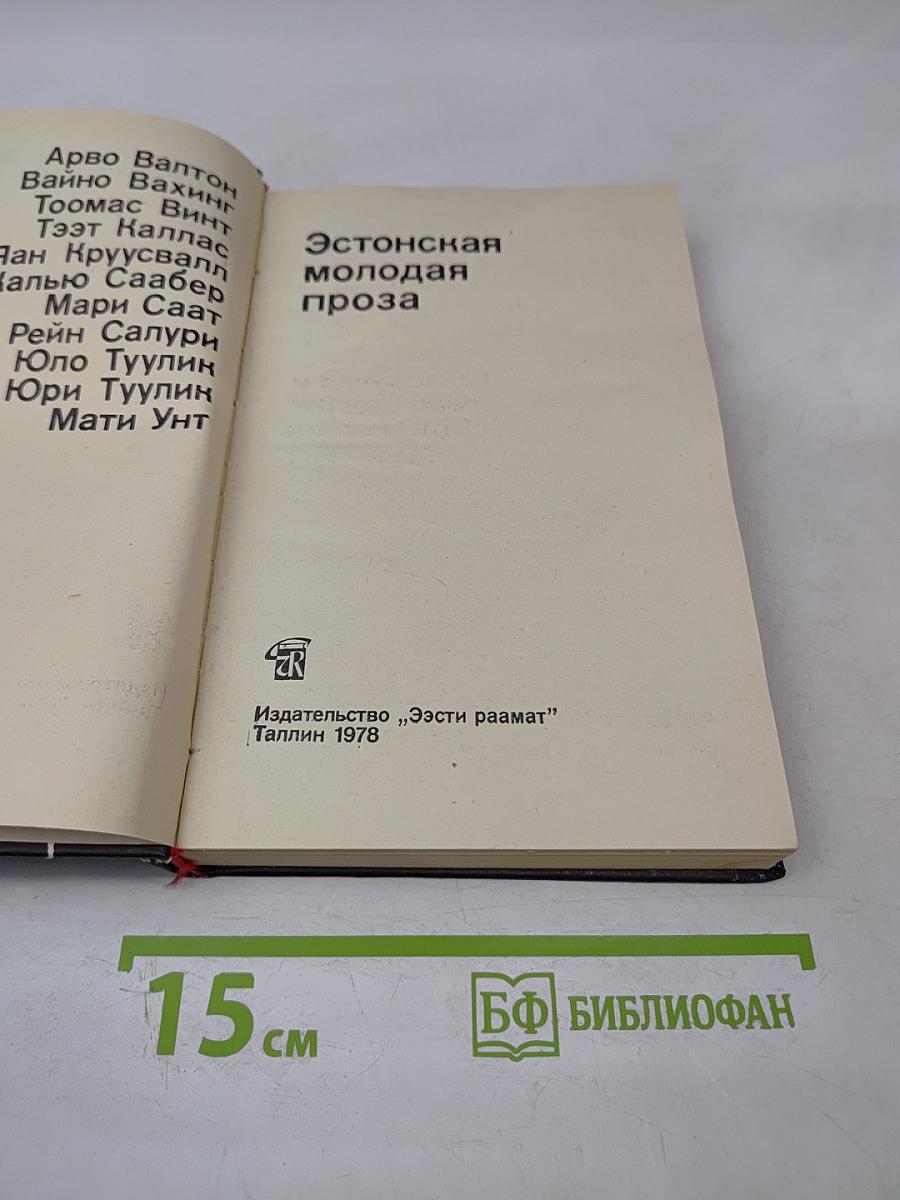 Арво Валтон
Вайно Вахинг
Тоомас Винт
Тээт Каллас
Яан Круусвалл
Калью Саабер
Мари Саат
Рейн Салури
Юло Туулик
Юри Туулик
Мати Унт
Эстонская
молодая
проза
Издательство „Ээсти раамат”
Таллин 1978
15 см
БФ БИБЛИОФАН